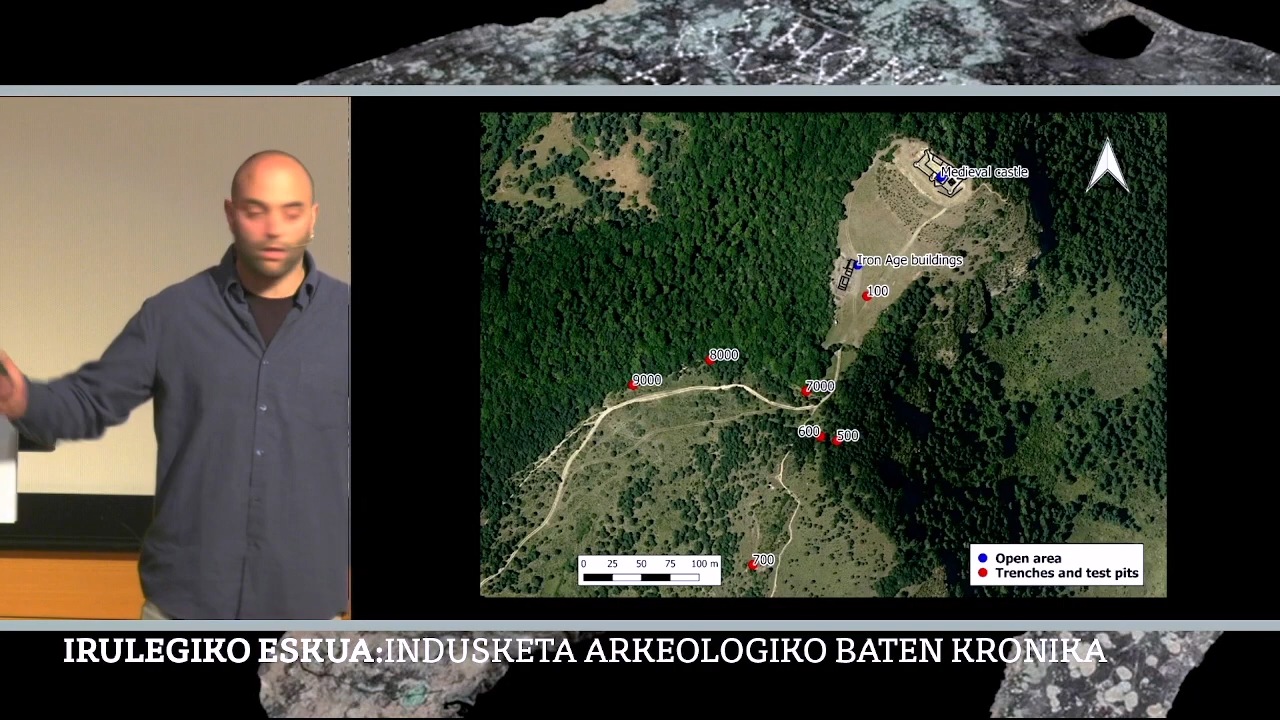 Medieval castle
Iron Age buildings
100
8000
9000
7000
600
500
700
0 25 50 75 100 m
Open area
Trenches and test pits
IRULEGIKO ESKUA:INDUSKETA ARKEOLOGIKO BATEN KRONIKA